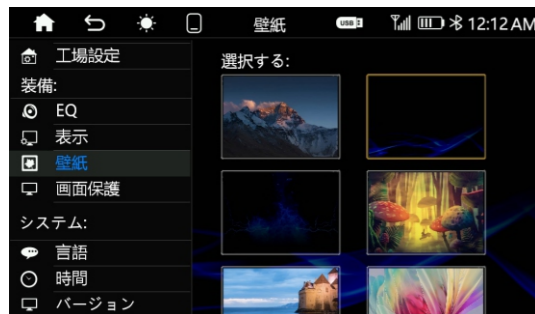 壁紙 USB 12:12 AM
工場設定
装備:
EQ
表示
壁紙
画面保護
システム:
言語
時間
バージョン
選択する: